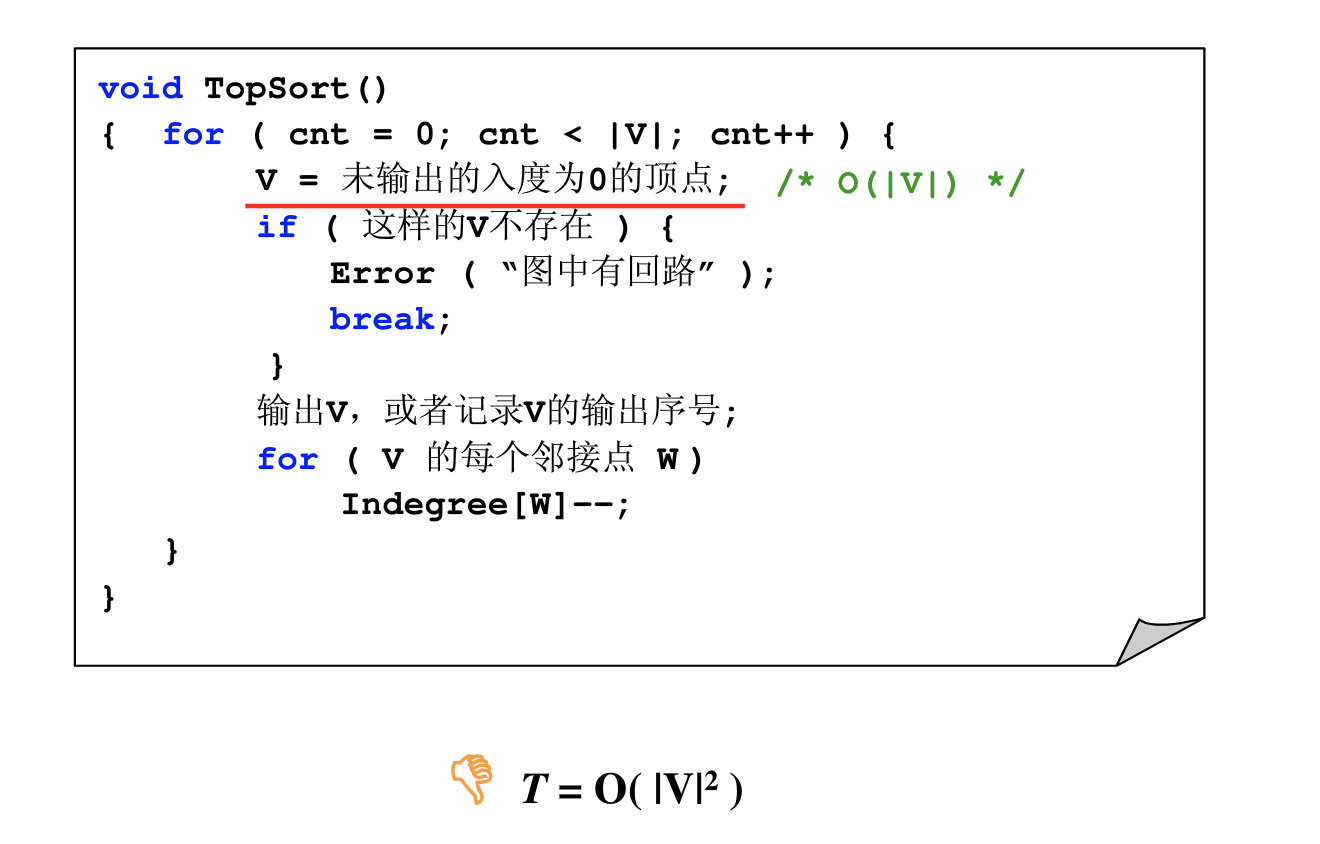 void TopSort()
{ for ( cnt = 0; cnt < |V|; cnt++ ) {
V = 未输出的入度为0的顶点; /* O(|V|) */
if ( 这样的V不存在 ) {
Error ( “图中有回路” );
break;
}
输出V，或者记录V的输出序号;
for ( V 的每个邻接点 W )
Indegree[W]––;
}
}
T = O( |V|² )